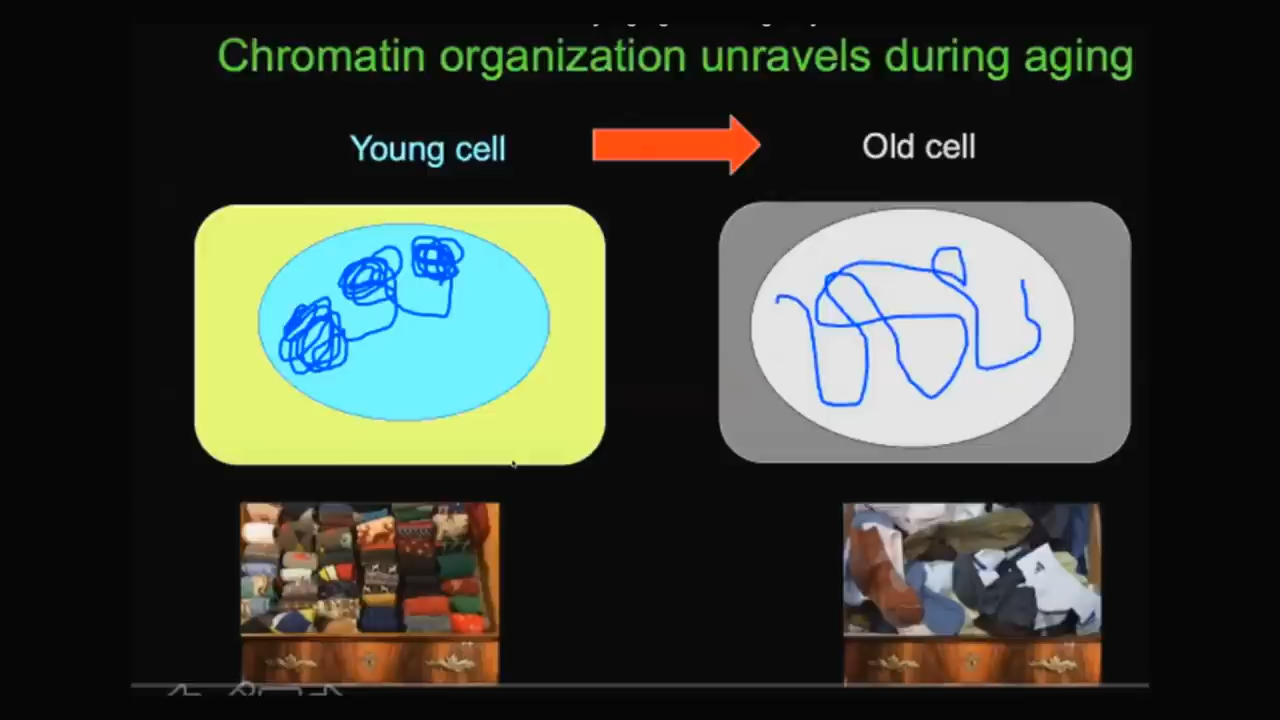 Chromatin organization unravels during aging
Young cell
Old cell